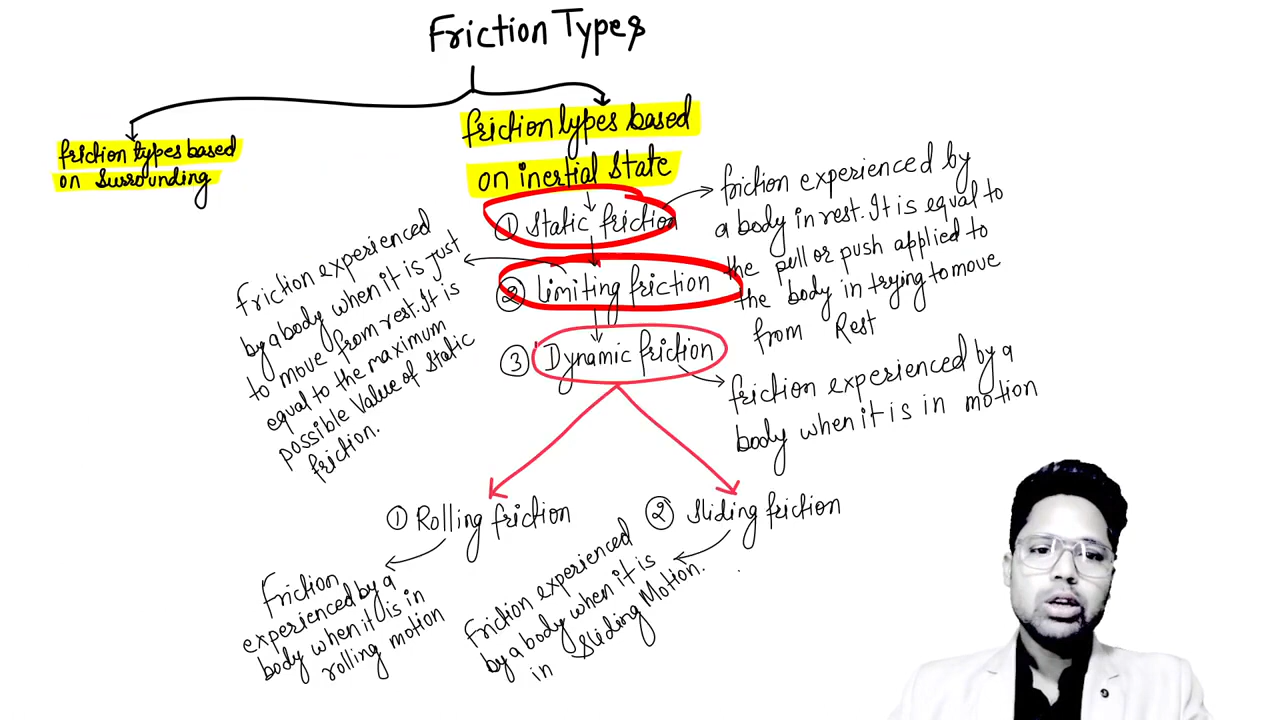 Friction Types
friction types based
on Surrounding
friction types based
on inertial state
① Static friction
friction experienced by
a body in rest. It is equal to
the pull or push applied to
the body in trying to move
from Rest
② Limiting friction
Friction experienced
by a body when it is just
to move from rest. It is
equal to the maximum
possible Value of Static
friction.
③ Dynamic friction
friction experienced by a
body when it is in motion
① Rolling friction
Friction
experienced by a
body when it is in
rolling motion
② Sliding friction
Friction experienced
by a body when it is
in Sliding Motion.